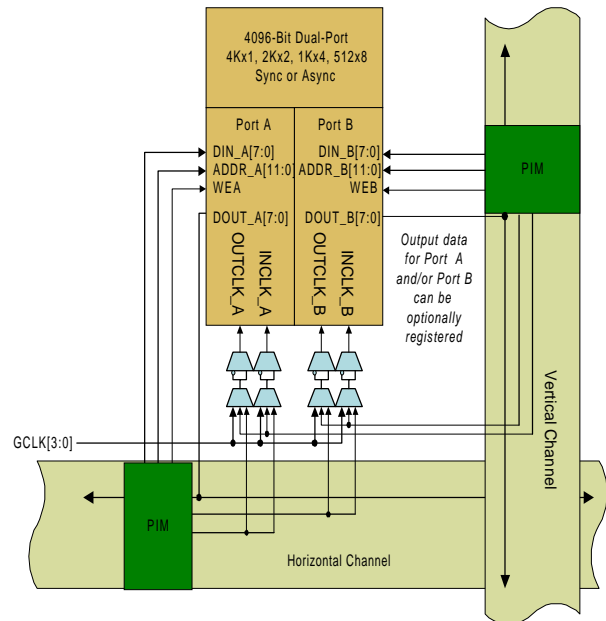 4096-Bit Dual-Port
4Kx1, 2Kx2, 1Kx4, 512x8
Sync or Async
Port A
Port B
DIN_A[7:0]
DIN_B[7:0]
ADDR_A[11:0]
ADDR_B[11:0]
WEA
WEB
DOUT_A[7:0]
DOUT_B[7:0]
OUTCLK_A
INCLK_A
OUTCLK_B
INCLK_B
PIM
Output data
for Port A
and/or Port B
can be
optionally
registered
Vertical Channel
GCLK[3:0]
PIM
Horizontal Channel